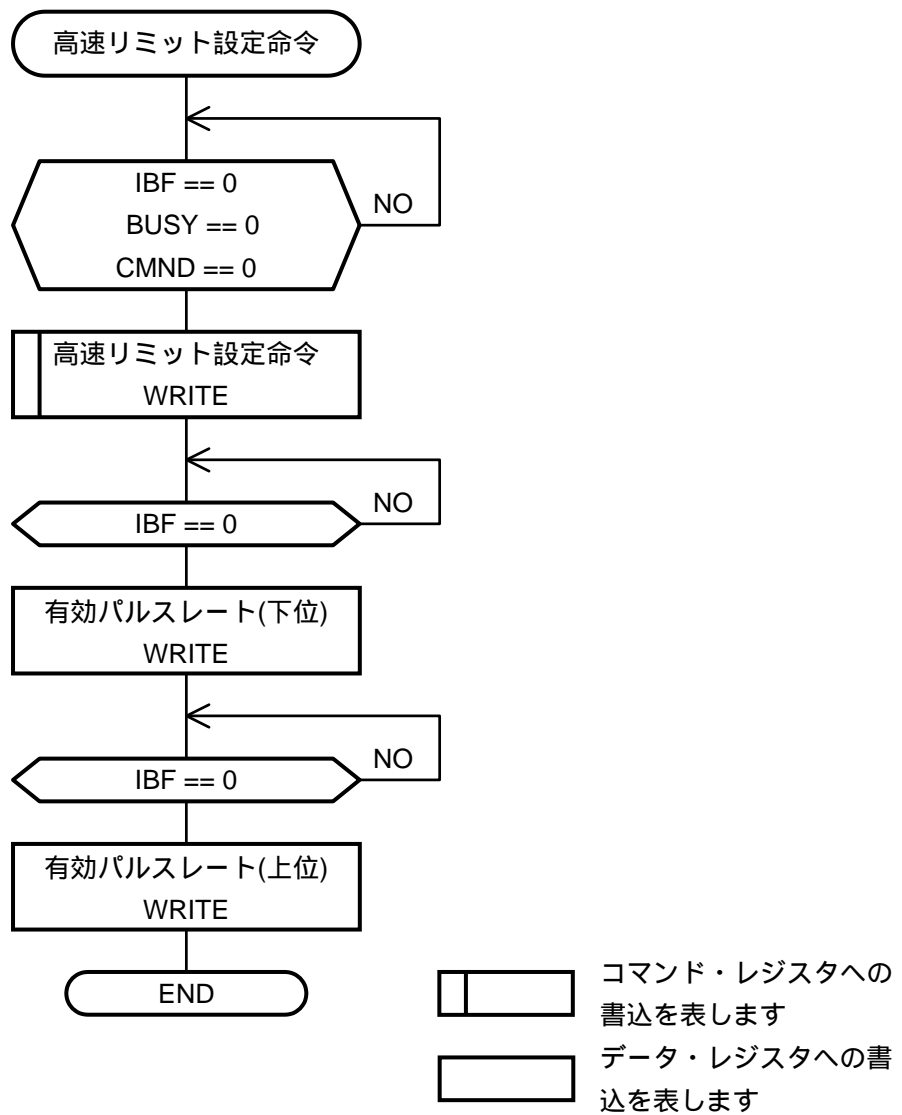 高速リミット設定命令
IBF == 0
BUSY == 0
CMND == 0
NO
高速リミット設定命令
WRITE
NO
IBF == 0
有効パルスレート(下位)
WRITE
NO
IBF == 0
有効パルスレート(上位)
WRITE
END
コマンド・レジスタへの
書込を表します
データ・レジスタへの書
込を表します